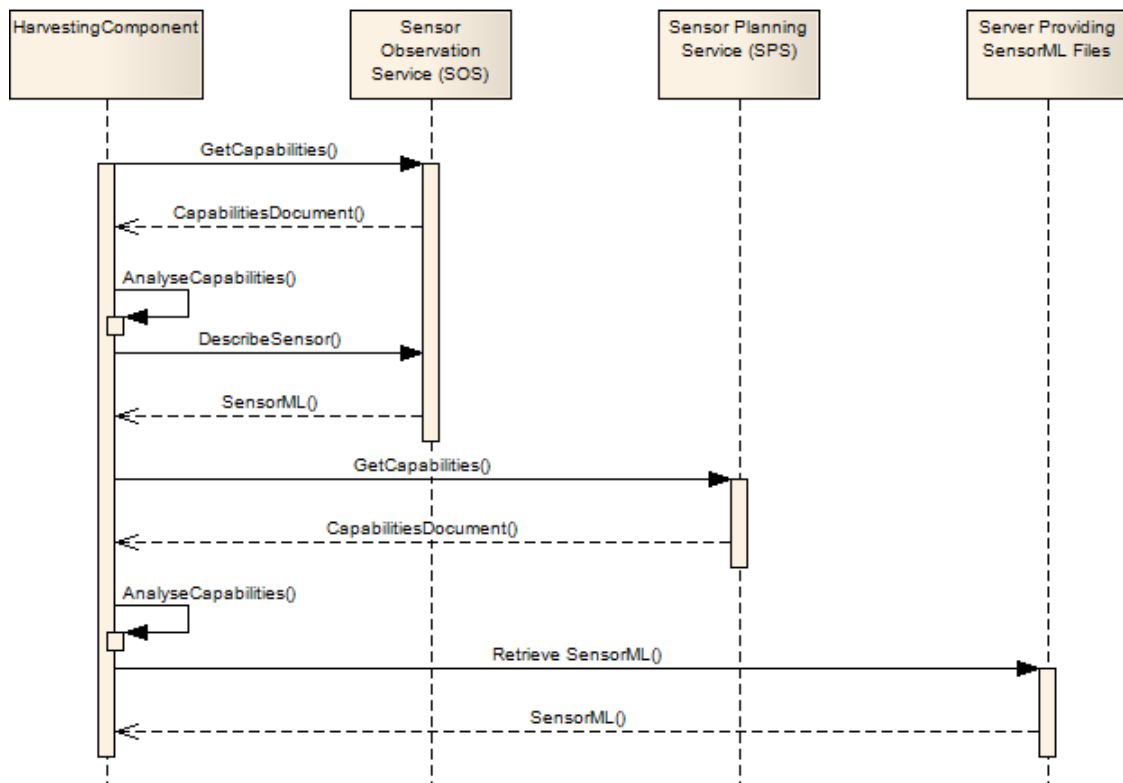 HarvestingComponent
Sensor
Observation
Service (SOS)
Sensor Planning
Service (SPS)
Server Providing
SensorML Files
GetCapabilities()
CapabilitiesDocument()
AnalyseCapabilities()
DescribeSensor()
SensorML()
GetCapabilities()
CapabilitiesDocument()
AnalyseCapabilities()
Retrieve SensorML()
SensorML()